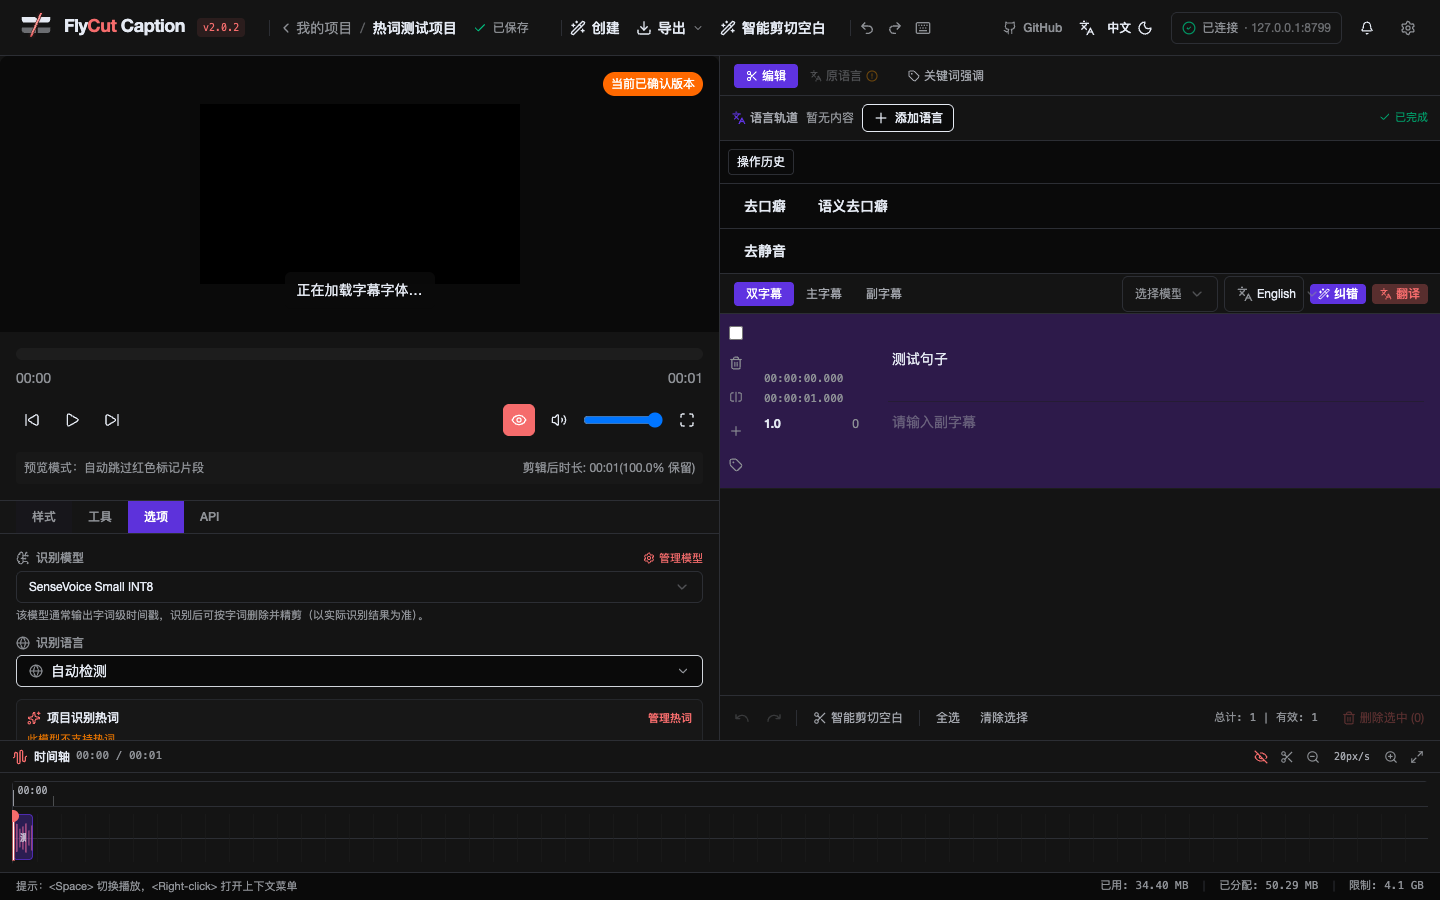 FlyCut Caption v2.0.2 我的项目 / 热词测试项目 已保存 创建 导出 智能剪切空白 GitHub 中文 已连接 · 127.0.0.1:8799
当前已确认版本
正在加载字幕字体...
00:00 00:01
预览模式：自动跳过红色标记片段 剪辑后时长: 00:01(100.0% 保留)
样式 工具 选项 API
识别模型 管理模型
SenseVoice Small INT8
该模型通常输出字词级时间戳，识别后可按字词删除并精剪（以实际识别结果为准）。
识别语言
自动检测
项目识别热词 管理热词
此模型不支持热词
编辑 原语言 关键词强调
语言轨道 暂无内容 添加语言 已完成
操作历史
去口癖 语义去口癖
去静音
双字幕 主字幕 副字幕 选择模型 English 纠错 翻译
测试句子
00:00:00.000
00:00:01.000
1.0 0 请输入副字幕
智能剪切空白 全选 清除选择 总计: 1 | 有效: 1 删除选中 (0)
时间轴 00:00 / 00:01 20px/s
00:00
提示: <Space> 切换播放, <Right-click> 打开上下文菜单 已用: 34.40 MB 已分配: 50.29 MB 限制: 4.1 GB